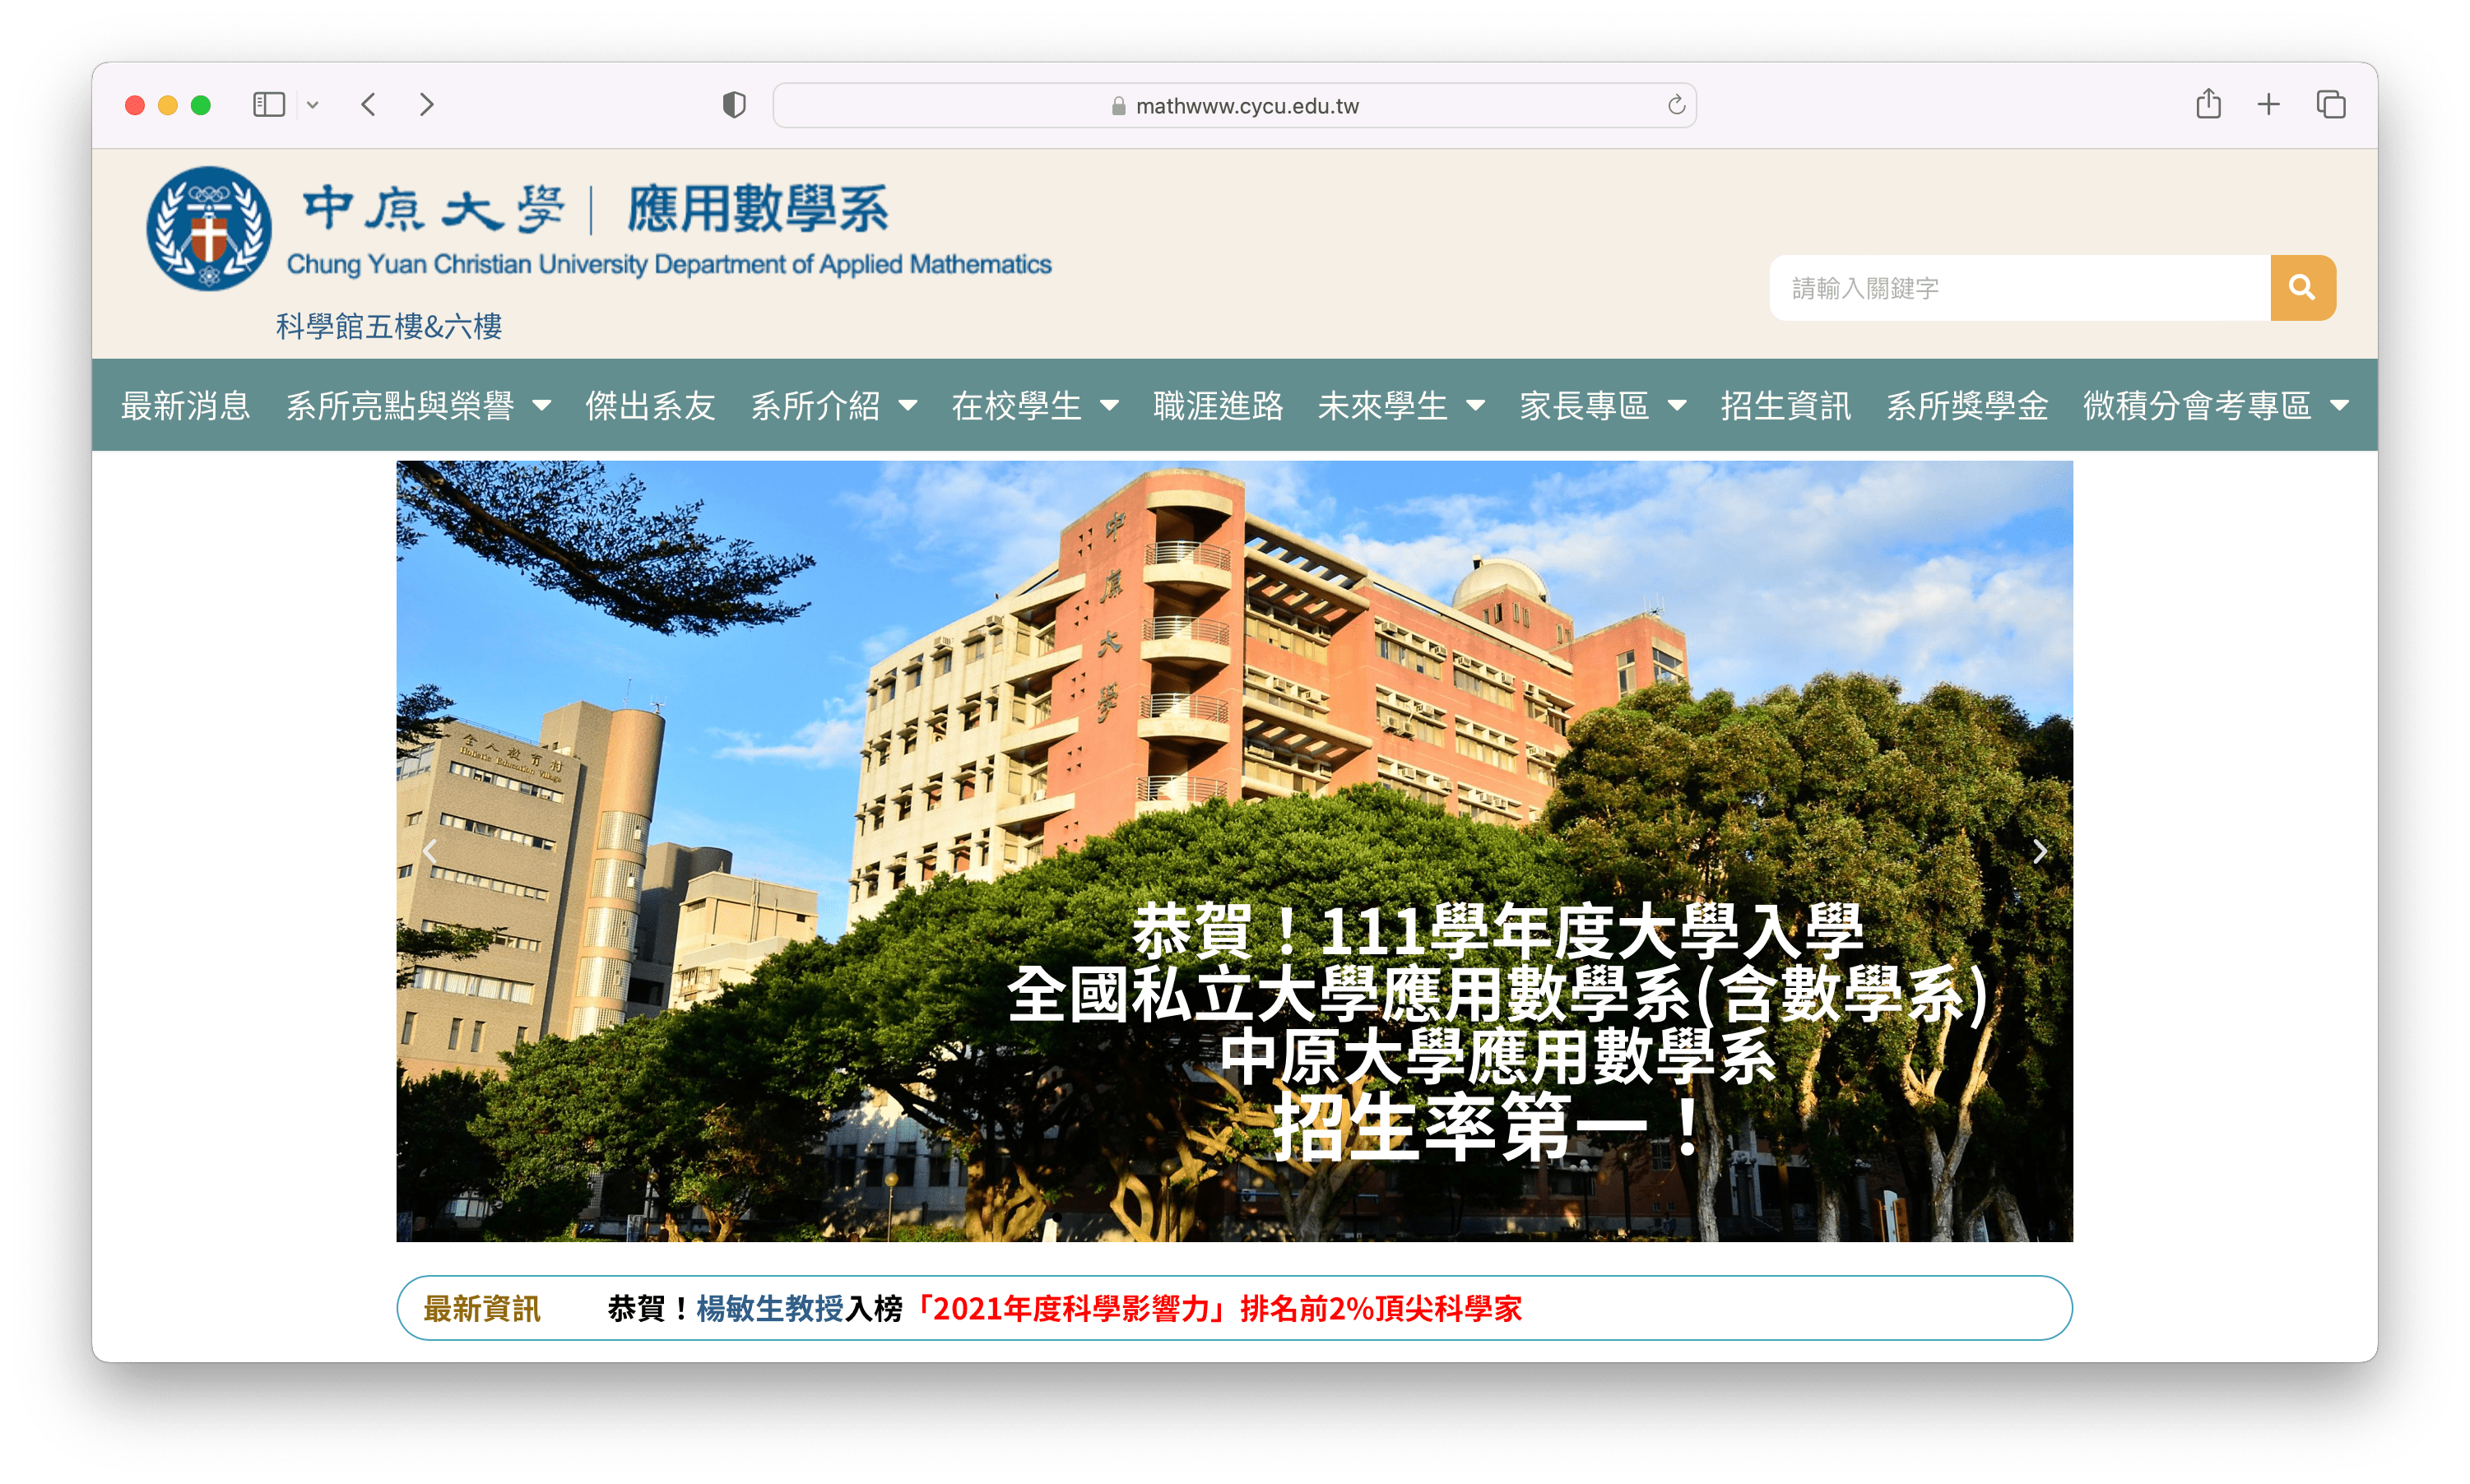 mathwww.cycu.edu.tw
中原大學｜應用數學系
Chung Yuan Christian University Department of Applied Mathematics
科學館五樓&六樓
請輸入關鍵字
最新消息 系所亮點與榮譽 傑出系友 系所介紹 在校學生 職涯進路 未來學生 家長專區 招生資訊 系所獎學金 微積分會考專區
中原大學
全人教育村
Holistic Education Village
恭賀！111學年度大學入學
全國私立大學應用數學系(含數學系)
中原大學應用數學系
招生率第一！
最新資訊 恭賀！楊敏生教授入榜「2021年度科學影響力」排名前2%頂尖科學家